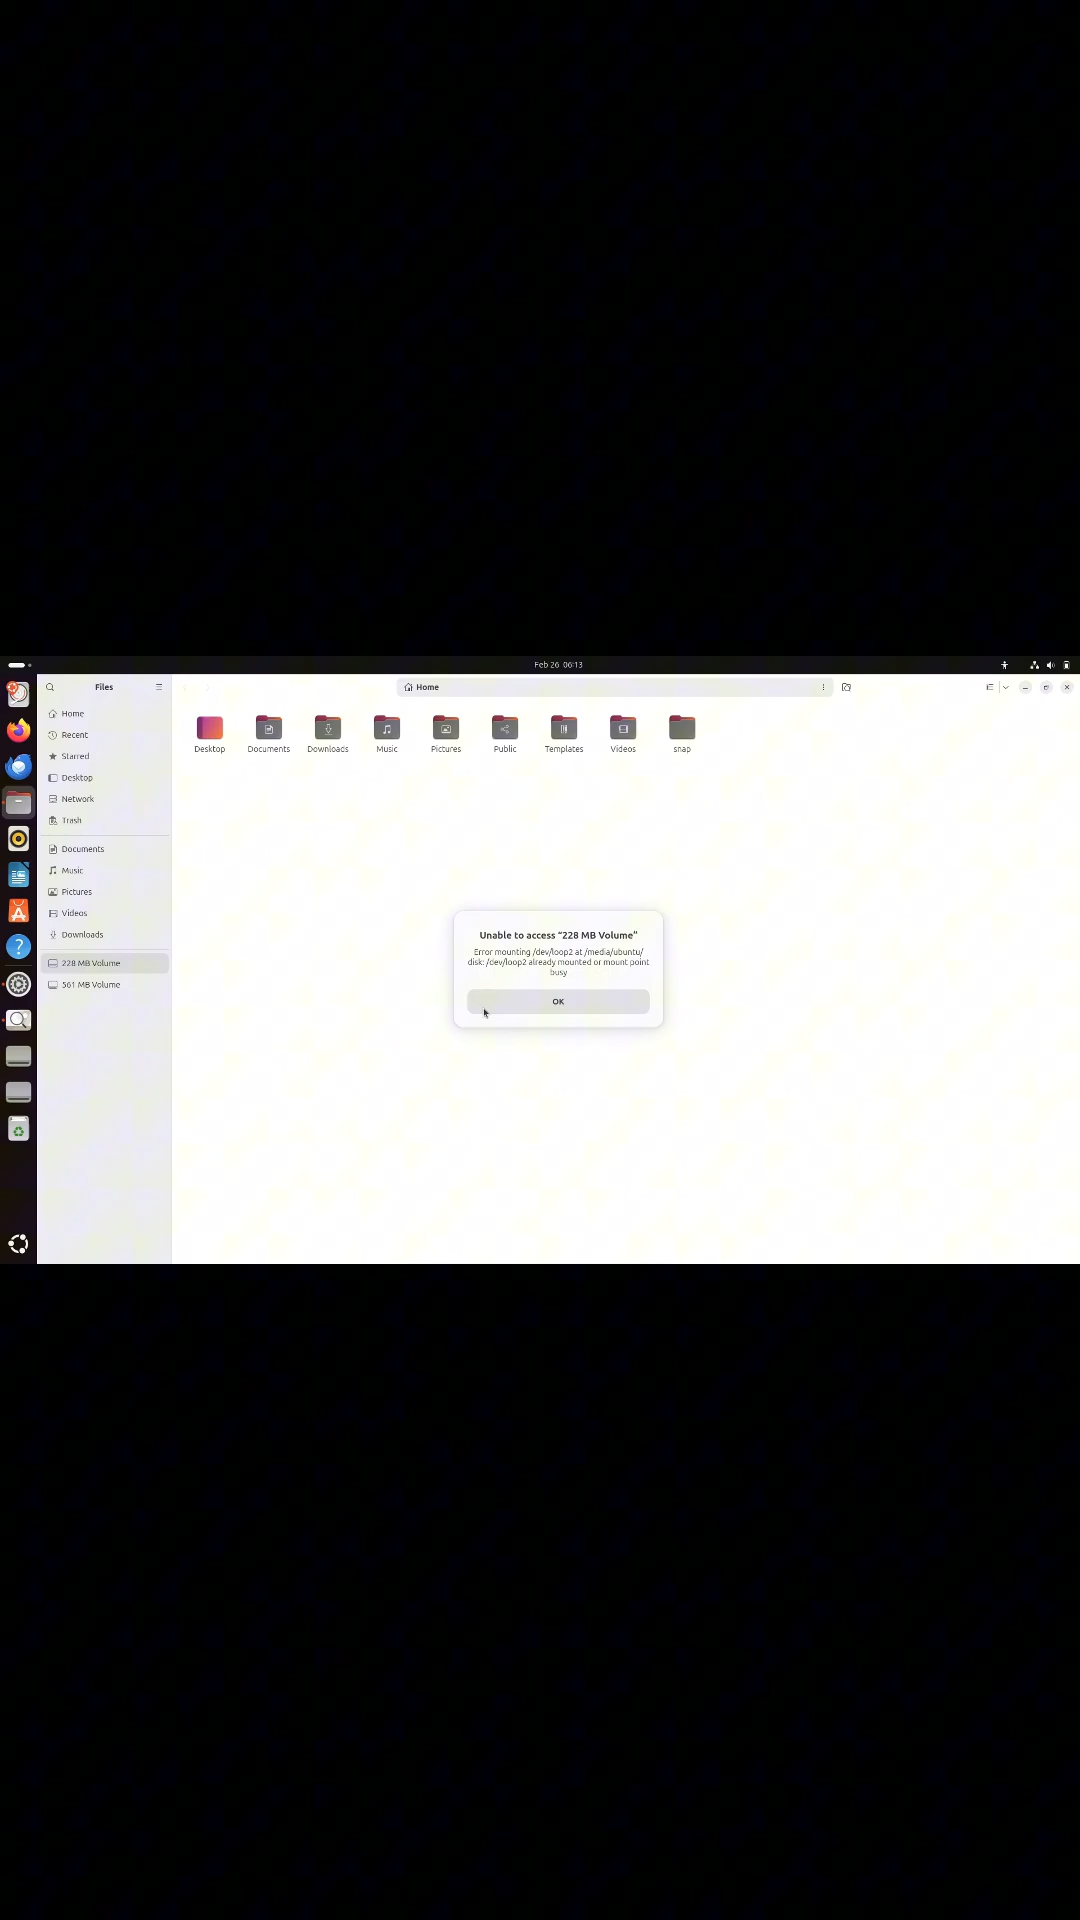 Feb 26 06:13
Files
Home
Home
Recent
Starred
Desktop
Network
Trash
Documents
Music
Pictures
Videos
Downloads
228 MB Volume
561 MB Volume
Desktop
Documents
Downloads
Music
Pictures
Public
Templates
Videos
snap
Unable to access “228 MB Volume”
Error mounting /dev/loop2 at /media/ubuntu/
disk: /dev/loop2 already mounted or mount point
busy
OK